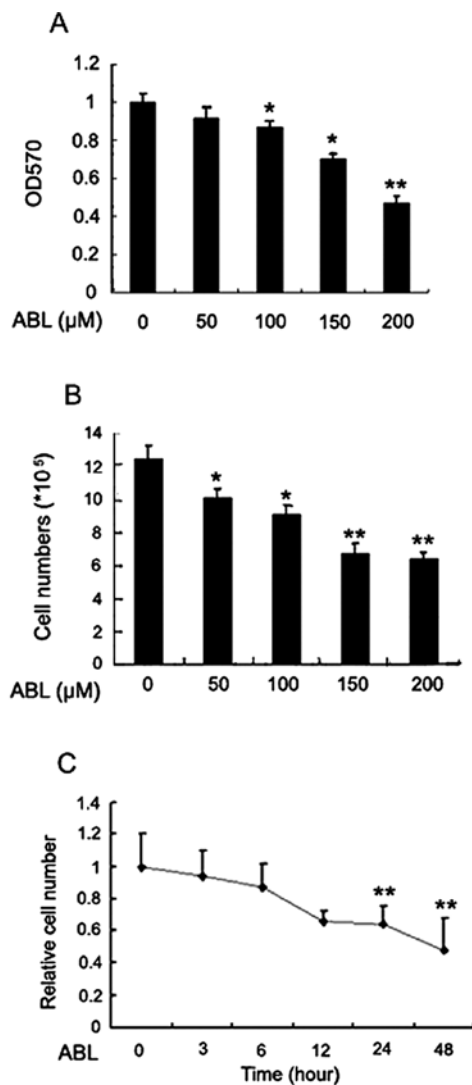 A
1.2
1
0.8
0.6
0.4
0.2
0
OD570
*
*
**
ABL (µM)
0 50 100 150 200
B
14
12
10
8
6
4
2
0
Cell numbers (*10⁵)
*
*
**
**
ABL (µM)
0 50 100 150 200
C
1.4
1.2
1
0.8
0.6
0.4
0.2
0
Relative cell number
**
**
ABL
0 3 6 12 24 48
Time (hour)